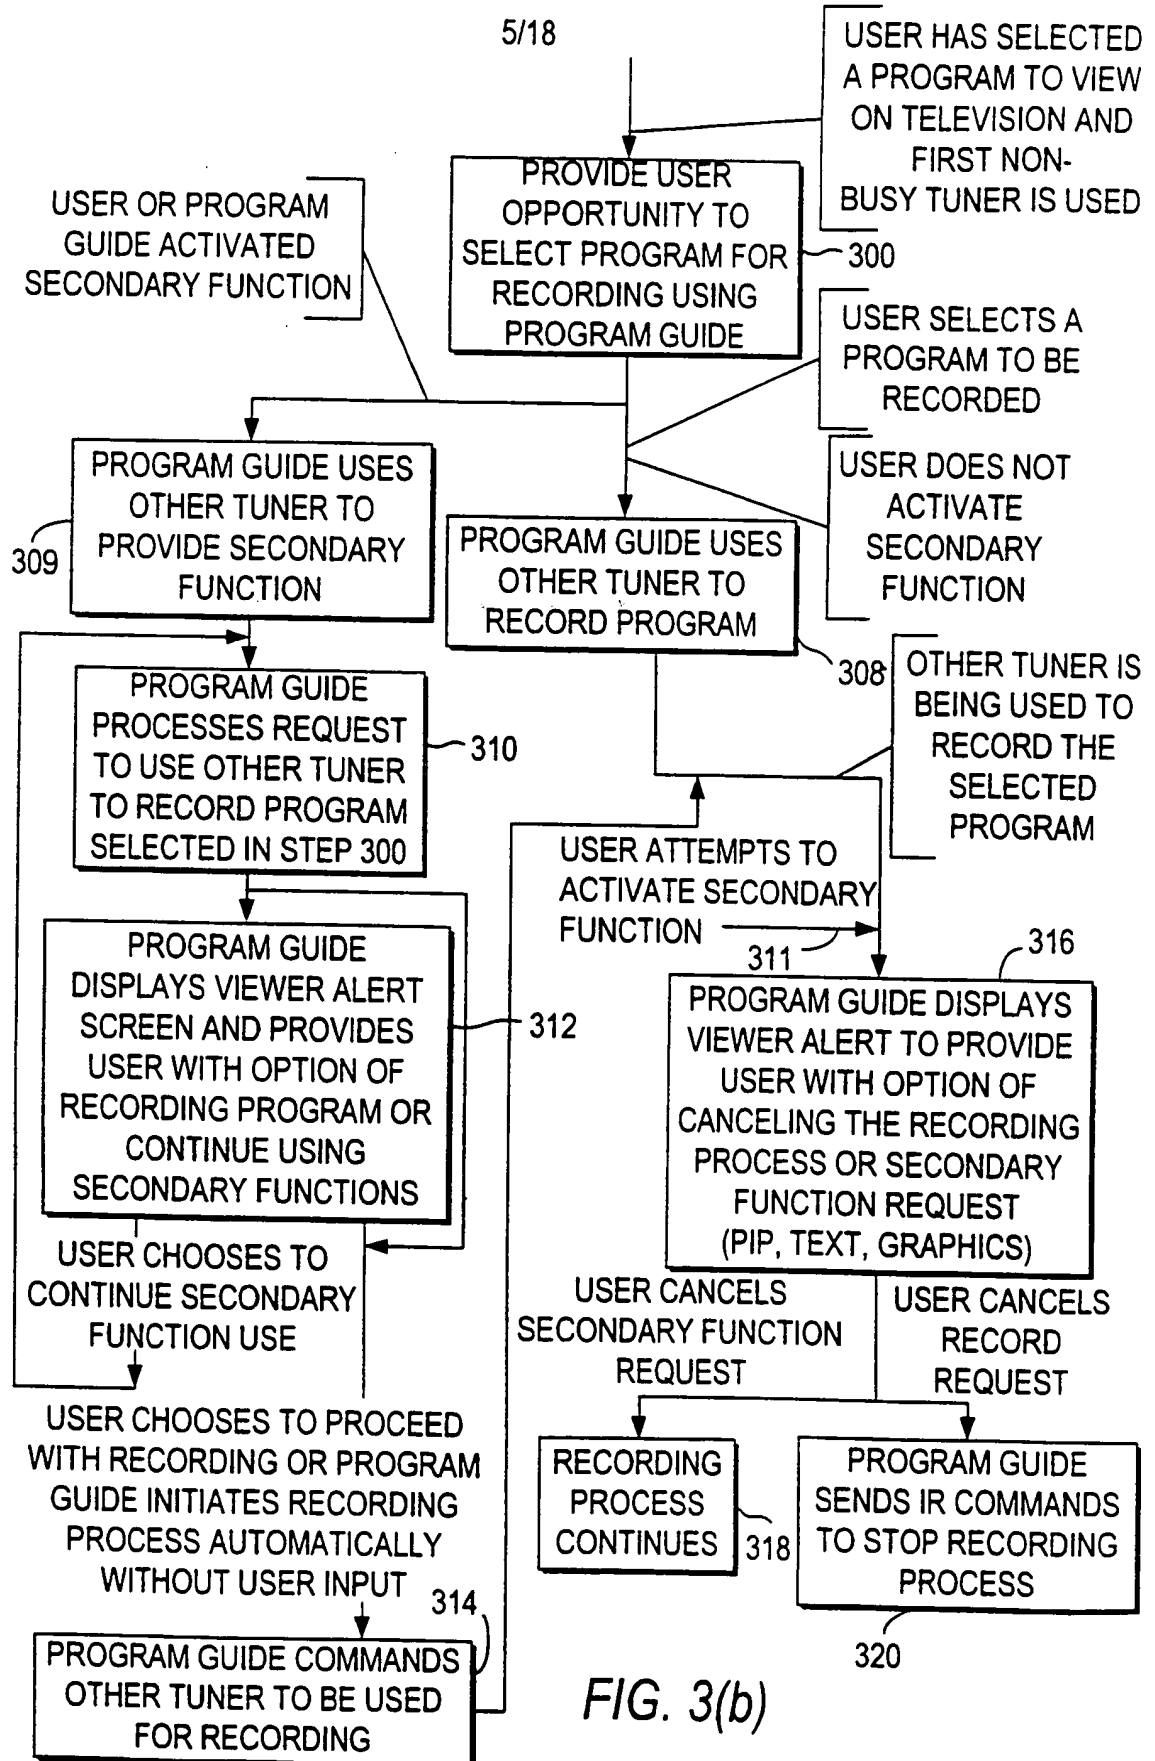 5/18
USER HAS SELECTED
A PROGRAM TO VIEW
ON TELEVISION AND
FIRST NON-
BUSY TUNER IS USED
PROVIDE USER
OPPORTUNITY TO
SELECT PROGRAM FOR
RECORDING USING
PROGRAM GUIDE
300
USER OR PROGRAM
GUIDE ACTIVATED
SECONDARY FUNCTION
USER SELECTS A
PROGRAM TO BE
RECORDED
USER DOES NOT
ACTIVATE
SECONDARY
FUNCTION
PROGRAM GUIDE USES
OTHER TUNER TO
PROVIDE SECONDARY
FUNCTION
309
PROGRAM GUIDE USES
OTHER TUNER TO
RECORD PROGRAM
308
OTHER TUNER IS
BEING USED TO
RECORD THE
SELECTED
PROGRAM
PROGRAM GUIDE
PROCESSES REQUEST
TO USE OTHER TUNER
TO RECORD PROGRAM
SELECTED IN STEP 300
310
USER ATTEMPTS TO
ACTIVATE SECONDARY
FUNCTION
311
PROGRAM GUIDE
DISPLAYS VIEWER ALERT
SCREEN AND PROVIDES
USER WITH OPTION OF
RECORDING PROGRAM OR
CONTINUE USING
SECONDARY FUNCTIONS
312
316
PROGRAM GUIDE DISPLAYS
VIEWER ALERT TO PROVIDE
USER WITH OPTION OF
CANCELING THE RECORDING
PROCESS OR SECONDARY
FUNCTION REQUEST
(PIP, TEXT, GRAPHICS)
USER CHOOSES TO
CONTINUE SECONDARY
FUNCTION USE
USER CANCELS
SECONDARY FUNCTION
REQUEST
USER CANCELS
RECORD
REQUEST
USER CHOOSES TO PROCEED
WITH RECORDING OR PROGRAM
GUIDE INITIATES RECORDING
PROCESS AUTOMATICALLY
WITHOUT USER INPUT
RECORDING
PROCESS
CONTINUES
318
PROGRAM GUIDE
SENDS IR COMMANDS
TO STOP RECORDING
PROCESS
320
314
PROGRAM GUIDE COMMANDS
OTHER TUNER TO BE USED
FOR RECORDING
FIG. 3(b)